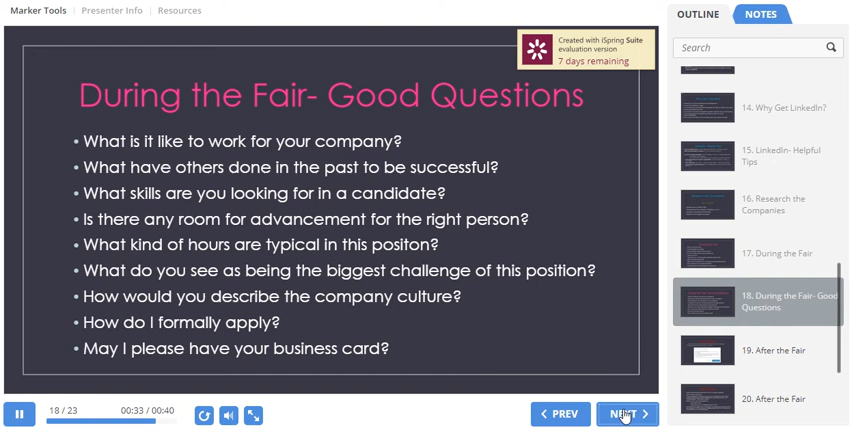 Marker Tools Presenter Info Resources
OUTLINE NOTES
Created with iSpring Suite
evaluation version
7 days remaining
Search
During the Fair- Good Questions
• What is it like to work for your company?
• What have others done in the past to be successful?
• What skills are you looking for in a candidate?
• Is there any room for advancement for the right person?
• What kind of hours are typical in this positon?
• What do you see as being the biggest challenge of this position?
• How would you describe the company culture?
• How do I formally apply?
• May I please have your business card?
14. Why Get LinkedIn?
15. LinkedIn- Helpful
Tips
16. Research the
Companies
17. During the Fair
18. During the Fair- Good
Questions
19. After the Fair
20. After the Fair
18 / 23 00:33 / 00:40
PREV NEXT